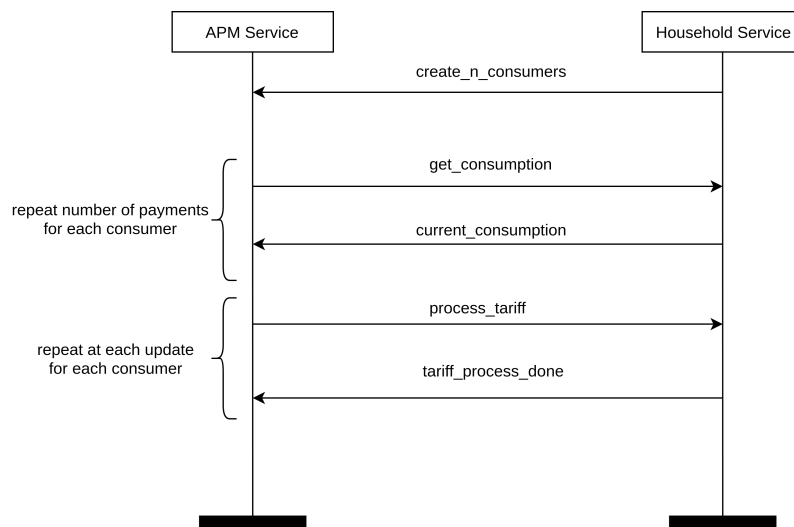 APM Service
Household Service
create_n_consumers
get_consumption
repeat number of payments
for each consumer
current_consumption
process_tariff
repeat at each update
for each consumer
tariff_process_done